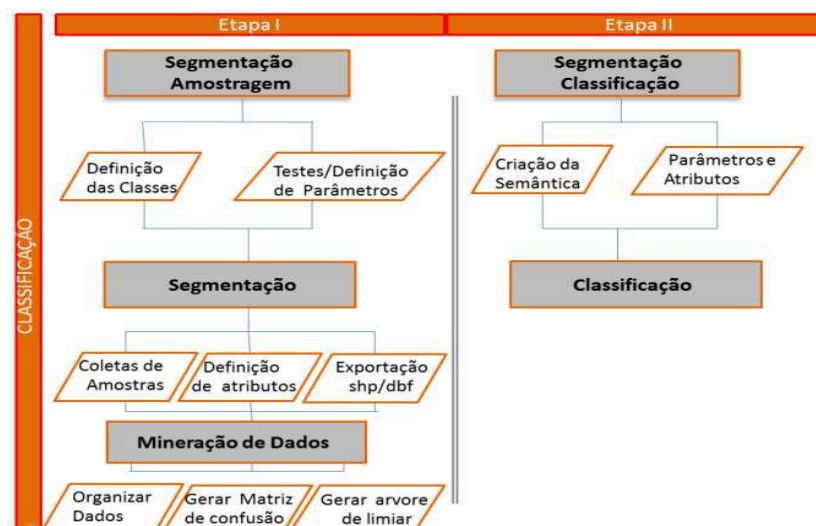 Etapa I
Etapa II
CLASSIFICAÇÃO
Segmentação
Amostragem
Definição
das Classes
Testes/Definição
de Parâmetros
Segmentação
Coletas de
Amostras
Definição
de atributos
Exportação
shp/dbf
Mineração de Dados
Organizar
Dados
Gerar Matriz
de confusão
Gerar arvore
de limiar
Segmentação
Classificação
Criação da
Semântica
Parâmetros e
Atributos
Classificação